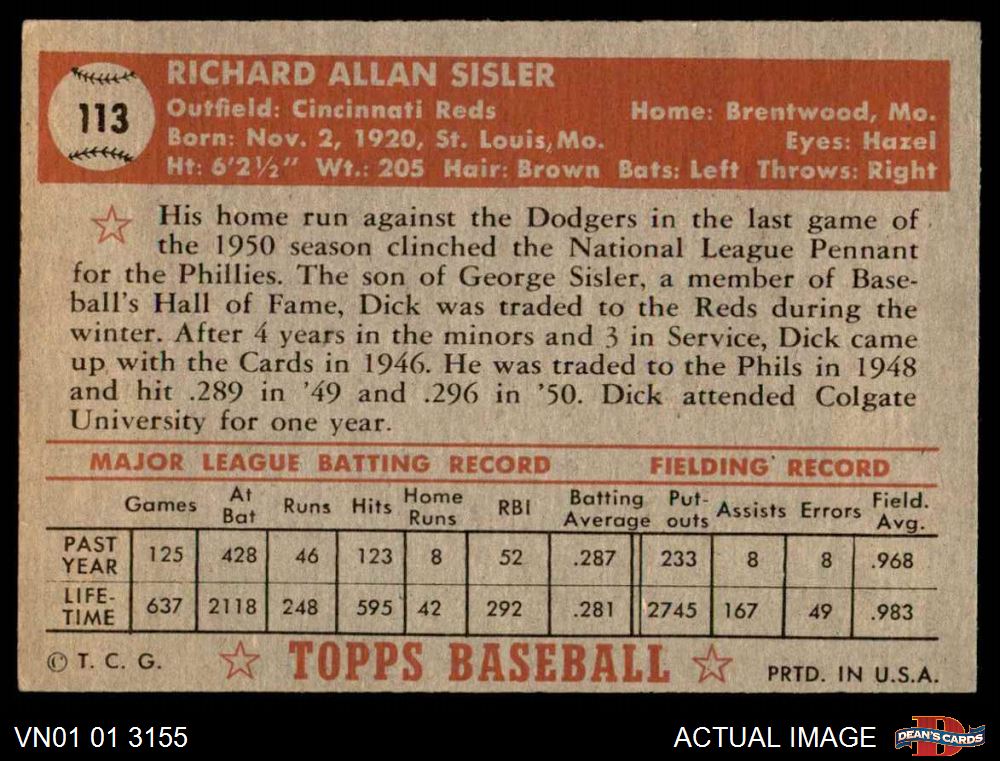 113
RICHARD ALLAN SISLER
Outfield: Cincinnati Reds Home: Brentwood, Mo.
Born: Nov. 2, 1920, St. Louis, Mo. Eyes: Hazel
Ht: 6'2½" Wt.: 205 Hair: Brown Bats: Left Throws: Right
His home run against the Dodgers in the last game of
the 1950 season clinched the National League Pennant
for the Phillies. The son of George Sisler, a member of Base-
ball's Hall of Fame, Dick was traded to the Reds during the
winter. After 4 years in the minors and 3 in Service, Dick came
up with the Cards in 1946. He was traded to the Phils in 1948
and hit .289 in '49 and .296 in '50. Dick attended Colgate
University for one year.
MAJOR LEAGUE BATTING RECORD FIELDING RECORD
Games At Bat Runs Hits Home Runs RBI Batting Average Put-outs Assists Errors Field. Avg.
PAST YEAR 125 428 46 123 8 52 .287 233 8 8 .968
LIFE-TIME 637 2118 248 595 42 292 .281 2745 167 49 .983
© T. C. G. TOPPS BASEBALL PRTD. IN U.S.A.
VN01 01 3155 ACTUAL IMAGE DEAN'S CARDS